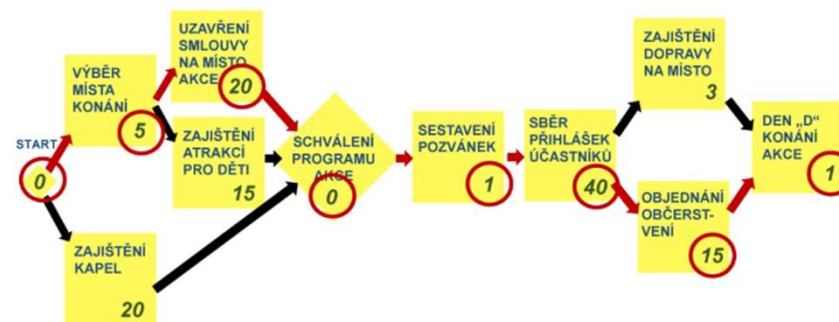 START
0
VÝBĚR
MÍSTA
KONÁNÍ
5
UZAVŘENÍ
SMLOUVY
NA MÍSTO
AKCE
20
ZAJIŠTĚNÍ
ATRAKCÍ
PRO DĚTI
15
ZAJIŠTĚNÍ
KAPEL
20
SCHVÁLENÍ
PROGRAMU
AKCE
0
SESTAVENÍ
POZVÁNEK
1
SBĚR
PŘIHLÁŠEK
ÚČASTNÍKŮ
40
ZAJIŠTĚNÍ
DOPRAVY
NA MÍSTO
3
OBJEDNÁNÍ
OBČERST-
VENÍ
15
DEN „D“
KONÁNÍ
AKCE
1